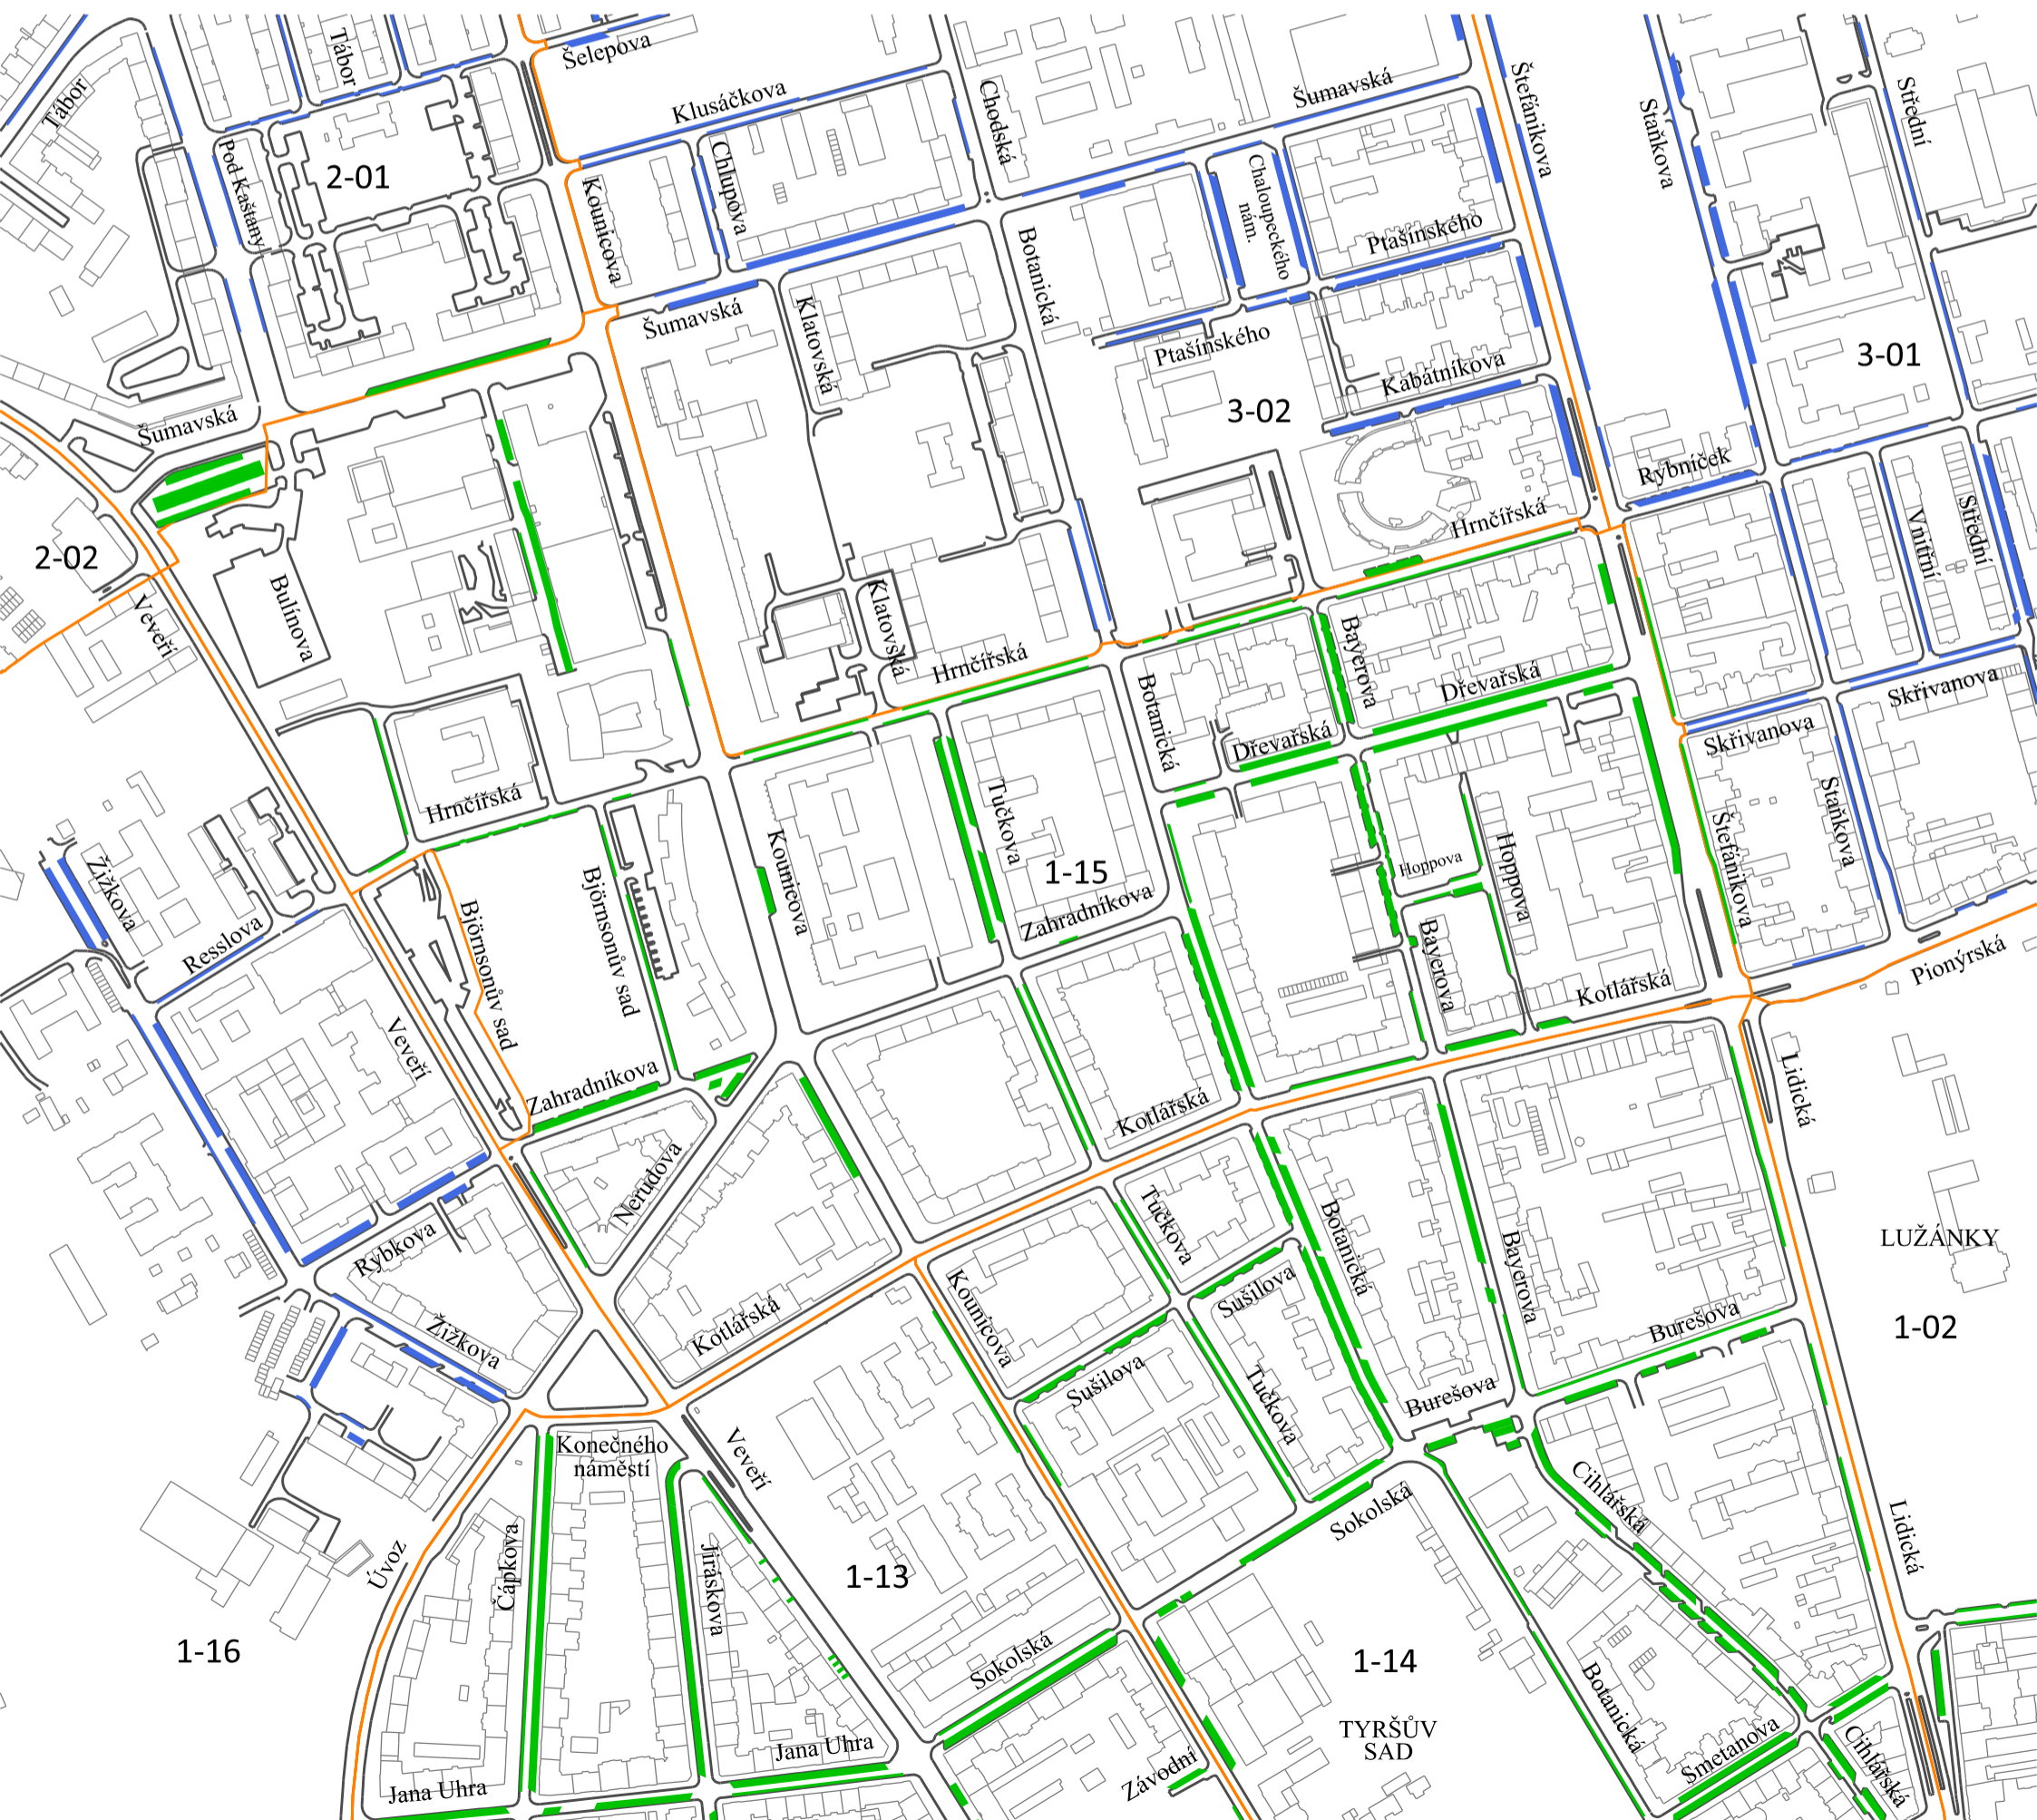 Šelepova
Tábor
Tábor
Klusáčkova
Chodská
Šumavská
Štefánikova
Staňkova
Střední
Pod Kaštany
2-01
Kounicova
Chlupova
Botanická
Chaloupeckého
nám.
Ptašínského
Šumavská
Klatovská
Ptašínského
Kabátníkova
3-01
3-02
Šumavská
Rybníček
Hrnčířská
Vnitřní
Střední
2-02
Veveří
Bulínova
Klatovská
Hrnčířská
Botanická
Bayerova
Dřevařská
Dřevařská
Skřivanova
Skřivanova
Hrnčířská
Tučkova
Kounicova
1-15
Zahradníkova
Hoppova
Hoppova
Štefánikova
Staňkova
Žižkova
Resslova
Björnsonův sad
Björnsonův sad
Bayerova
Kotlářská
Pionýrská
Veveří
Zahradníkova
Kotlářská
Lidická
Nerudova
Rybkova
Tučkova
Botanická
Bayerova
LUŽÁNKY
Žižkova
Kotlářská
Kounicova
Sušilova
Sušilova
Burešova
1-02
Tučkova
Burešova
Konečného
náměstí
Veveří
Cihlářská
Sokolská
Lidická
Úvoz
Čápkova
Jiráskova
1-13
1-16
Sokolská
1-14
Botanická
TYRŠŮV
SAD
Jana Uhra
Jana Uhra
Závodní
Smetanova
Cihlářská